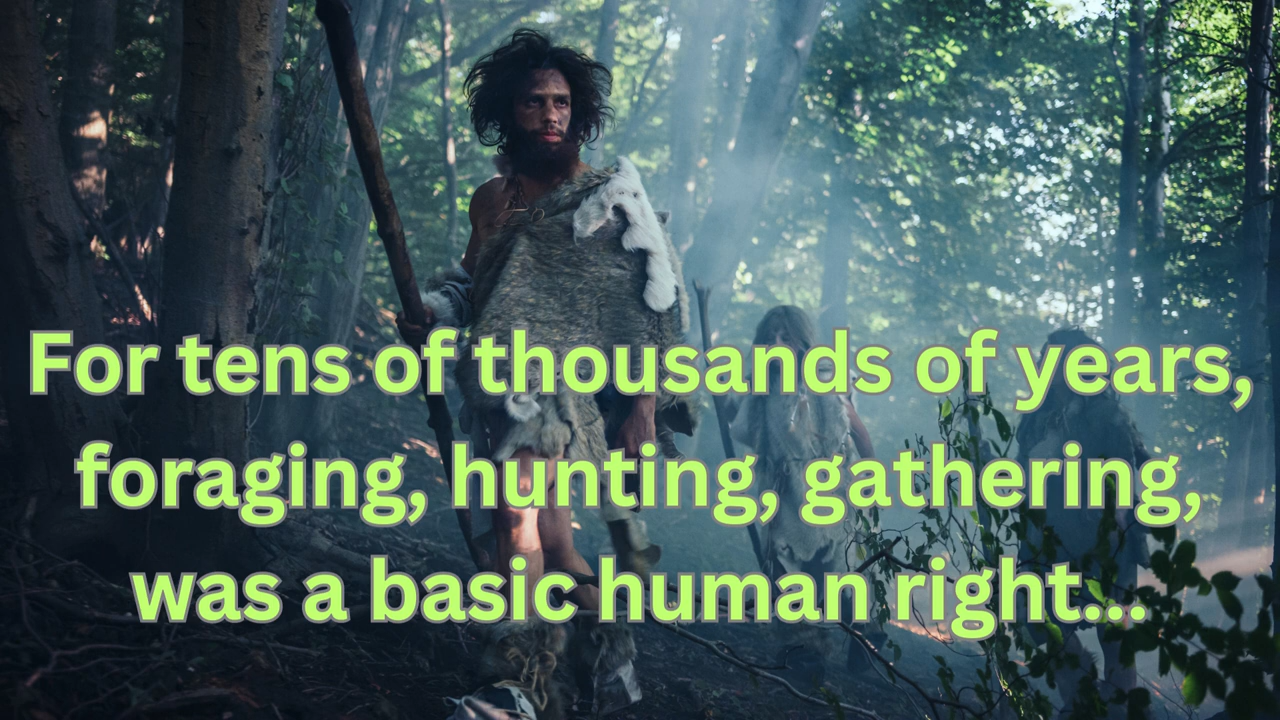 For tens of thousands of years,
foraging, hunting, gathering,
was a basic human right...